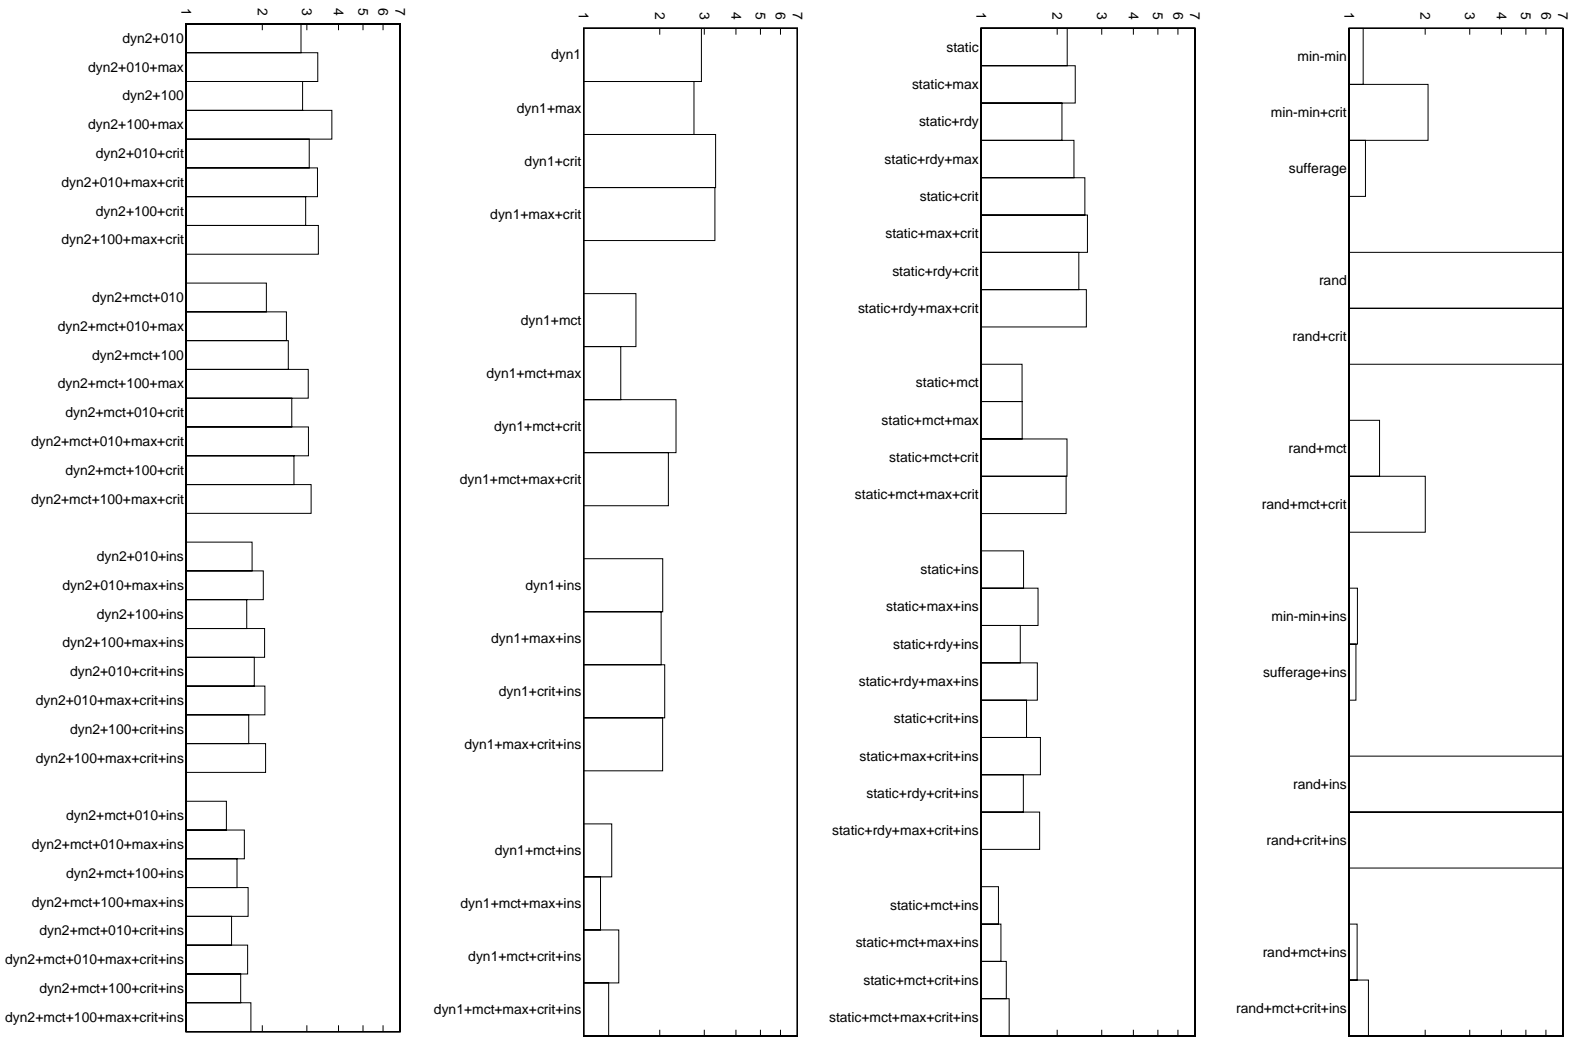 1 2 3 4 5 6 7
dyn2+010
dyn2+010+max
dyn2+100
dyn2+100+max
dyn2+010+crit
dyn2+010+max+crit
dyn2+100+crit
dyn2+100+max+crit
dyn2+mct+010
dyn2+mct+010+max
dyn2+mct+100
dyn2+mct+100+max
dyn2+mct+010+crit
dyn2+mct+010+max+crit
dyn2+mct+100+crit
dyn2+mct+100+max+crit
dyn2+010+ins
dyn2+010+max+ins
dyn2+100+ins
dyn2+100+max+ins
dyn2+010+crit+ins
dyn2+010+max+crit+ins
dyn2+100+crit+ins
dyn2+100+max+crit+ins
dyn2+mct+010+ins
dyn2+mct+010+max+ins
dyn2+mct+100+ins
dyn2+mct+100+max+ins
dyn2+mct+010+crit+ins
dyn2+mct+010+max+crit+ins
dyn2+mct+100+crit+ins
dyn2+mct+100+max+crit+ins
1 2 3 4 5 6 7
dyn1
dyn1+max
dyn1+crit
dyn1+max+crit
dyn1+mct
dyn1+mct+max
dyn1+mct+crit
dyn1+mct+max+crit
dyn1+ins
dyn1+max+ins
dyn1+crit+ins
dyn1+max+crit+ins
dyn1+mct+ins
dyn1+mct+max+ins
dyn1+mct+crit+ins
dyn1+mct+max+crit+ins
1 2 3 4 5 6 7
static
static+max
static+rdy
static+rdy+max
static+crit
static+max+crit
static+rdy+crit
static+rdy+max+crit
static+mct
static+mct+max
static+mct+crit
static+mct+max+crit
static+ins
static+max+ins
static+rdy+ins
static+rdy+max+ins
static+crit+ins
static+max+crit+ins
static+rdy+crit+ins
static+rdy+max+crit+ins
static+mct+ins
static+mct+max+ins
static+mct+crit+ins
static+mct+max+crit+ins
1 2 3 4 5 6 7
min-min
min-min+crit
sufferage
rand
rand+crit
rand+mct
rand+mct+crit
min-min+ins
sufferage+ins
rand+ins
rand+crit+ins
rand+mct+ins
rand+mct+crit+ins